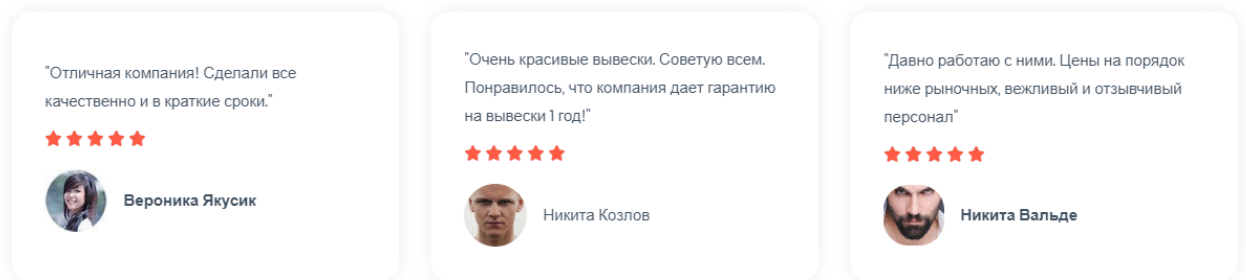 "Отличная компания! Сделали все
качественно и в краткие сроки."
Вероника Якусик
"Очень красивые вывески. Советую всем.
Понравилось, что компания дает гарантию
на вывески 1 год!"
Никита Козлов
"Давно работаю с ними. Цены на порядок
ниже рыночных, вежливый и отзывчивый
персонал"
Никита Вальде